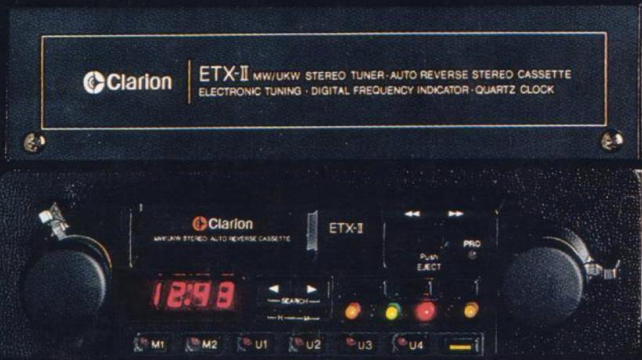 Clarion
ETX-II MW/UKW STEREO TUNER·AUTO REVERSE STEREO CASSETTE
ELECTRONIC TUNING · DIGITAL FREQUENCY INDICATOR · QUARTZ CLOCK
Clarion
MW/UKW STEREO AUTO REVERSE CASSETTE
ETX-II
PUSH
EJECT
PRO
12:43
SEARCH
H M
M1 M2 U1 U2 U3 U4